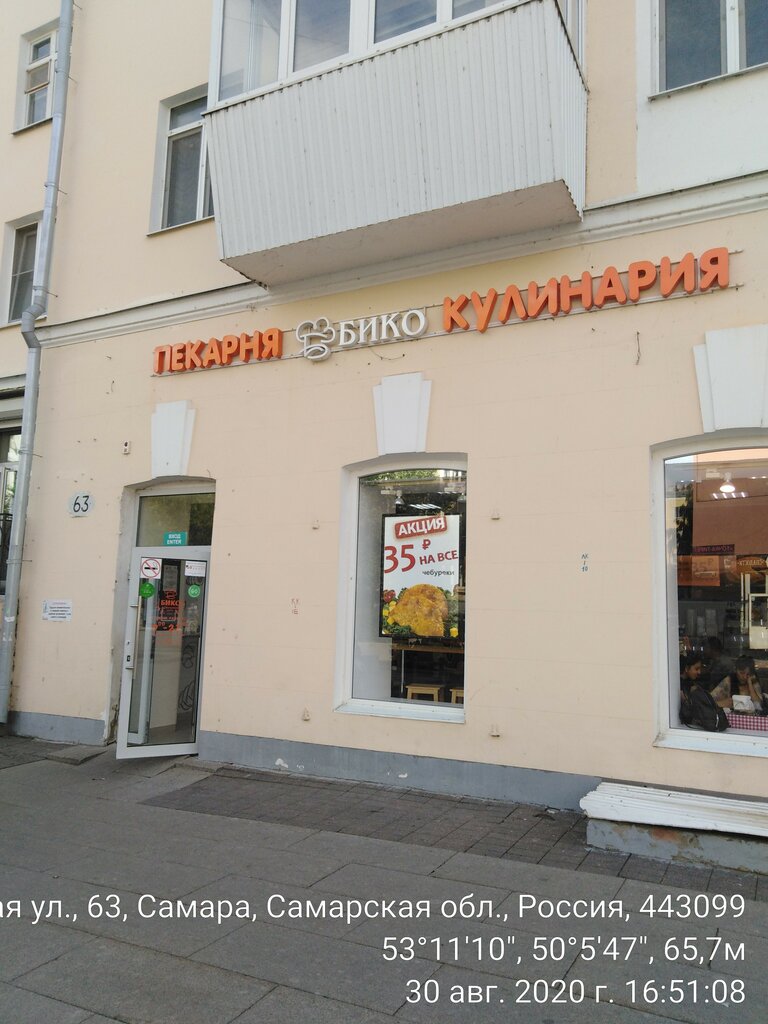 ПЕКАРНЯ БИКО КУЛИНАРИЯ
63
ВХОД
ENTER
БИКО
АКЦИЯ
35 ₽ НА ВСЕ
чебуреки
ая ул., 63, Самара, Самарская обл., Россия, 443099
53°11'10", 50°5'47", 65,7м
30 авг. 2020 г. 16:51:08